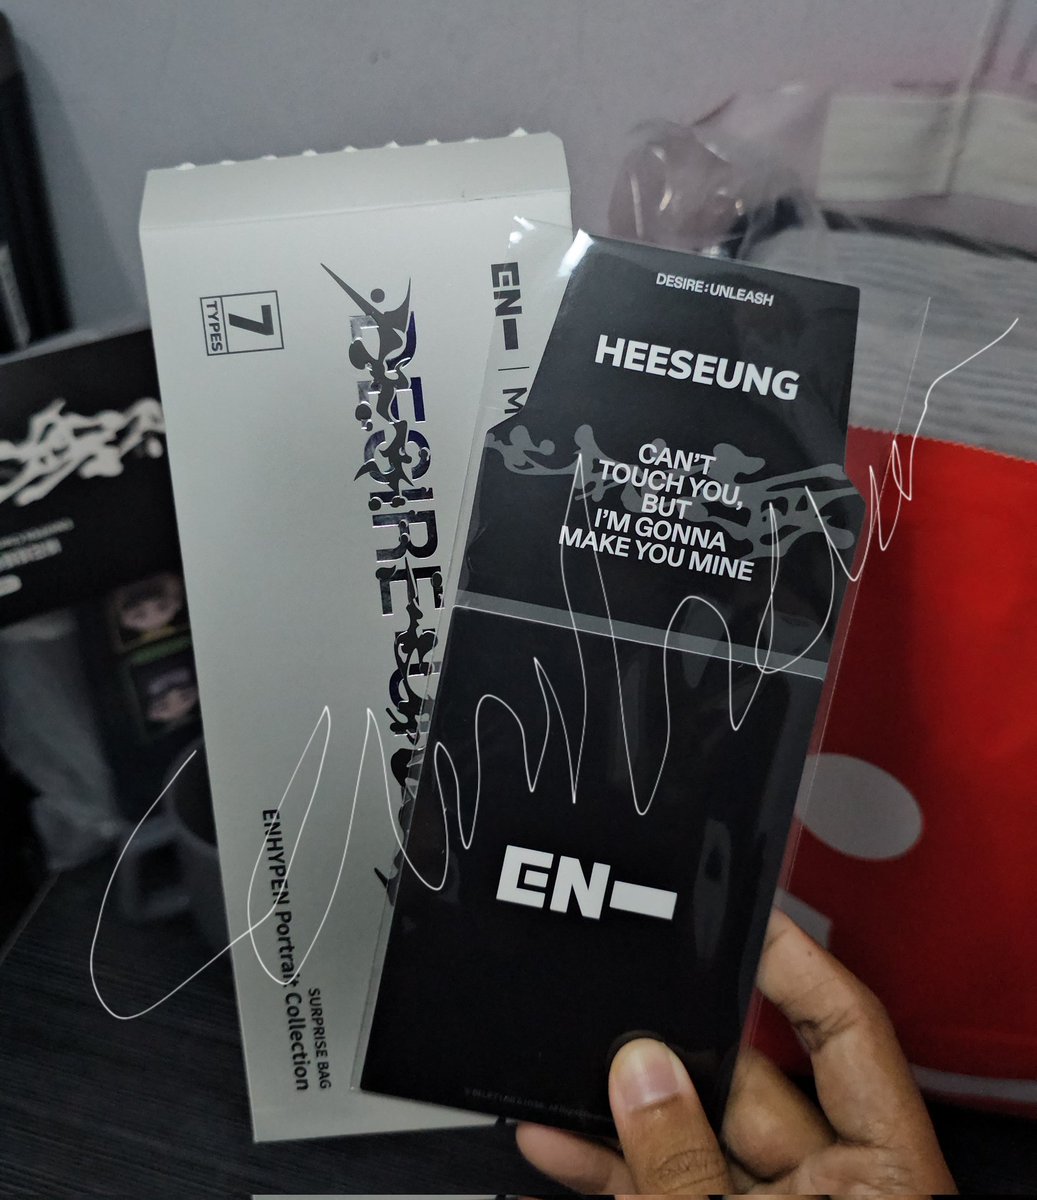 7
TYPES
DESIRE : UNLEASH
EN-
DESIRE : UNLEASH
HEESEUNG
CAN'T
TOUCH YOU,
BUT
I'M GONNA
MAKE YOU MINE
EN-
ENHYPEN Portrait Collection
SURPRISE BAG